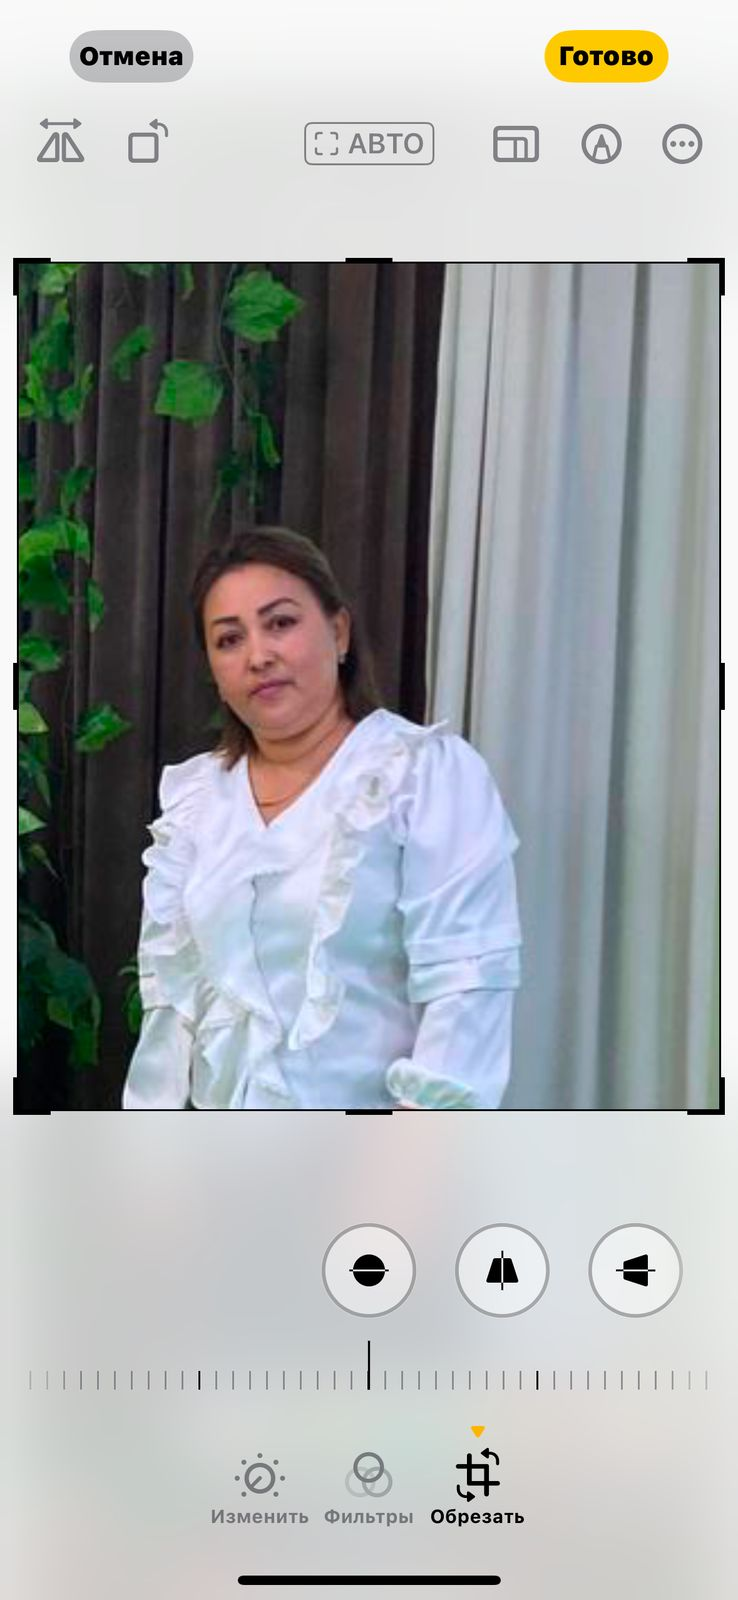 Отмена
Готово
АВТО
Изменить
Фильтры
Обрезать